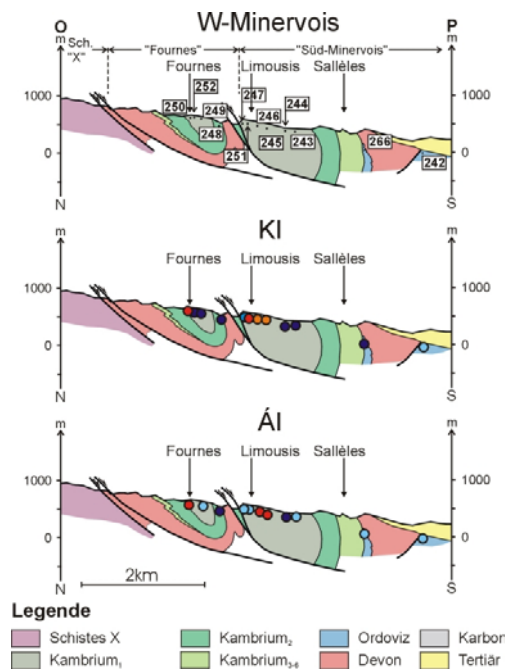 W-Minervois
O P
m Sch. "X" "Fournes" "Süd-Minervois" m
Fournes Limousis Sallèles
252 247 244
250 249 246
1000 1000
248 245 243 266
251 242
0 0
N S
KI
m Fournes Limousis Sallèles m
1000 1000
0 0
N S
ÁI
m Fournes Limousis Sallèles m
1000 1000
0 0
N S
2km
Legende
Schistes X Kambrium₂ Ordoviz Karbon
Kambrium₁ Kambrium₃₋₆ Devon Tertiär